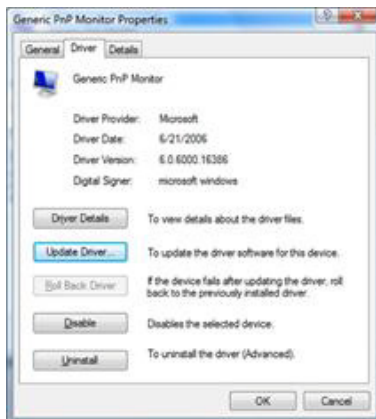 Generic PnP Monitor Properties
General Driver Details
Generic PnP Monitor
Driver Provider: Microsoft
Driver Date: 6/21/2006
Driver Version: 6.0.6000.16386
Digital Signer: microsoft windows
Driver Details
To view details about the driver files.
Update Driver...
To update the driver software for this device.
Roll Back Driver
If the device fails after updating the driver, roll
back to the previously installed driver.
Disable
Disables the selected device.
Uninstall
To uninstall the driver (Advanced).
OK Cancel